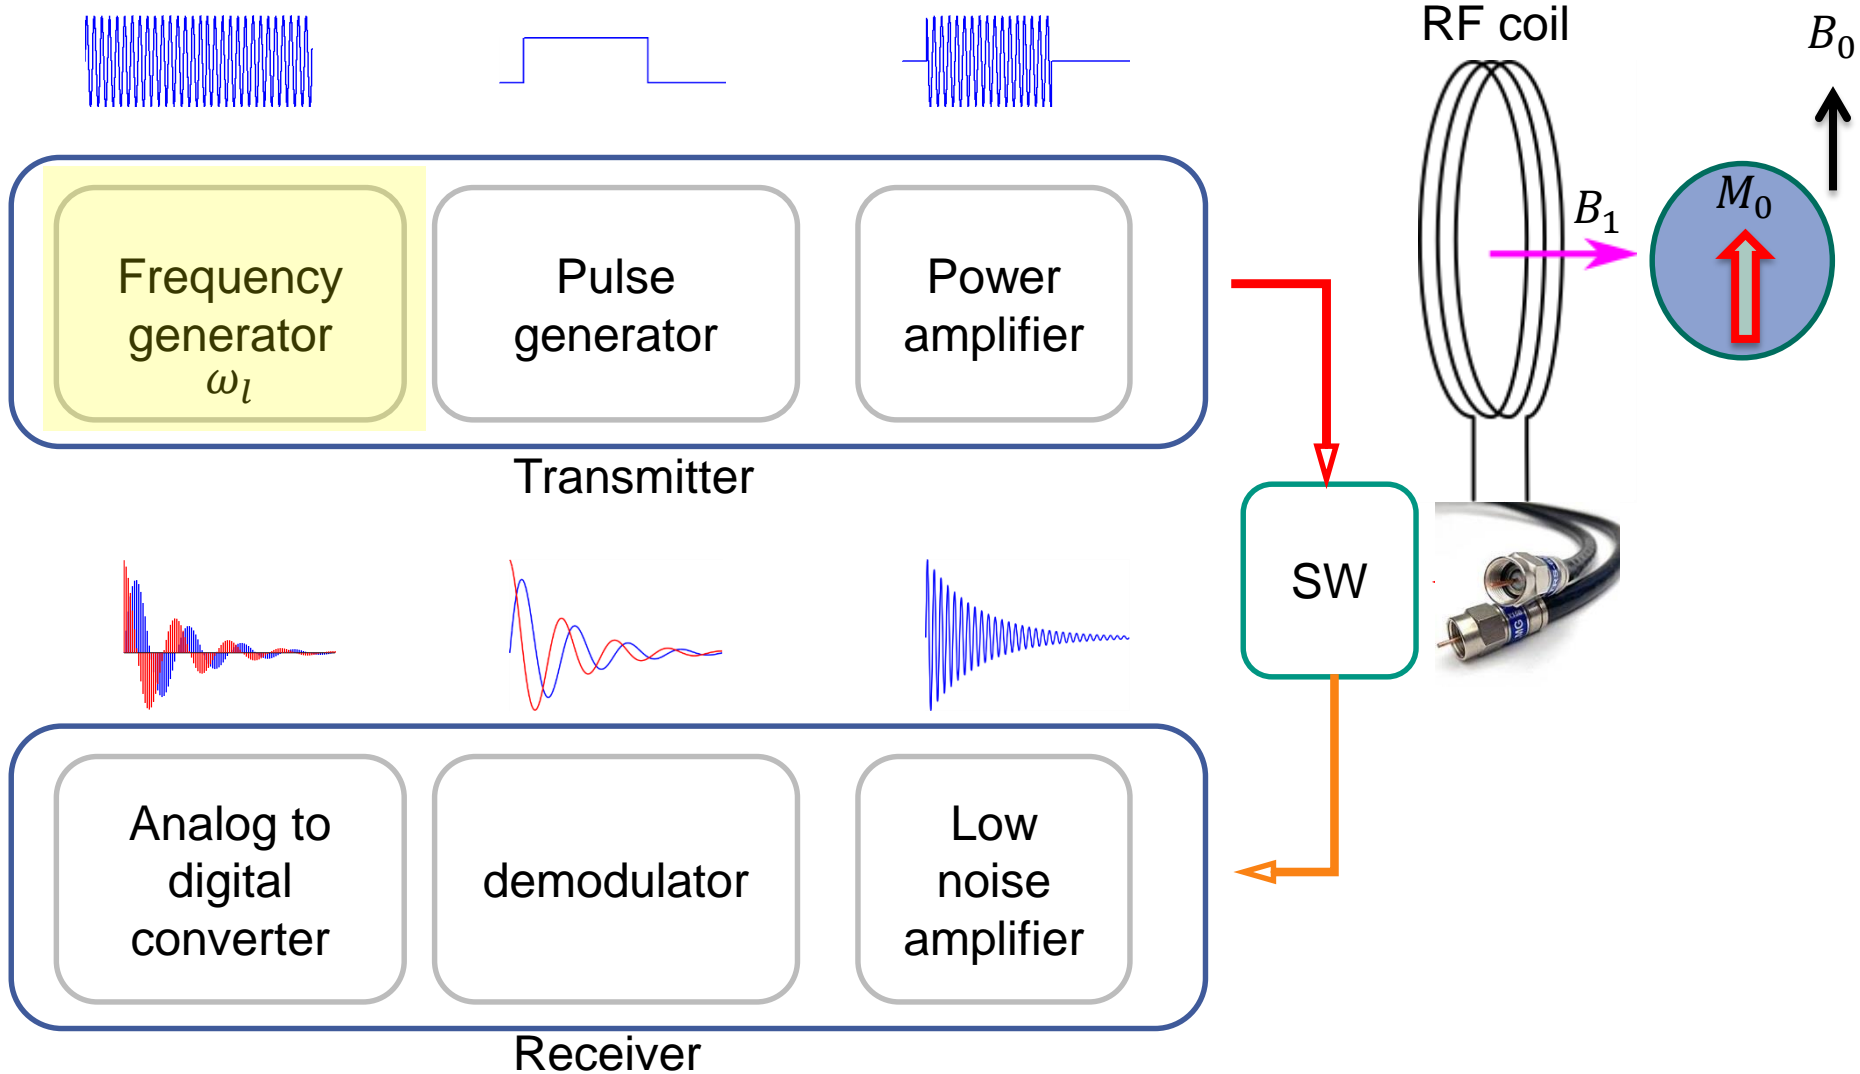 RF coil
B₀
Frequency
generator
ω_l
Pulse
generator
Power
amplifier
B₁
M₀
Transmitter
SW
Analog to
digital
converter
demodulator
Low
noise
amplifier
Receiver